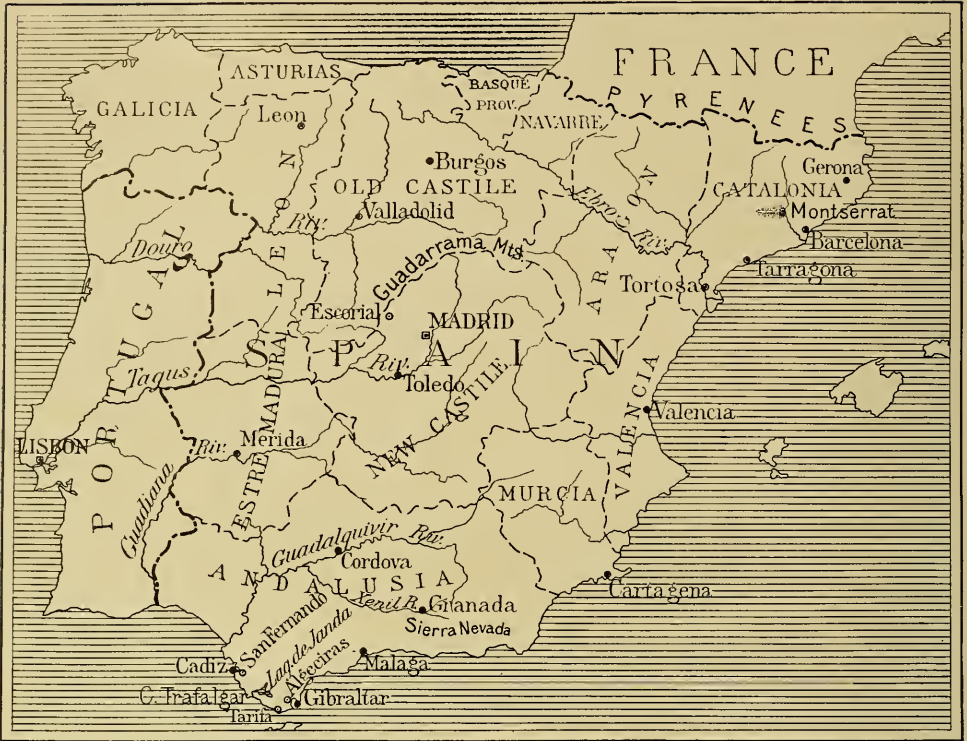 FRANCE
PYRENEES
ASTURIAS
GALICIA
BASQUE
PROV.
NAVARRE
Leon
Burgos
OLD CASTILE
Valladolid
Riv.
LEON
Douro
Ebro
Riv.
ARAGON
Gerona
CATALONIA
Montserrat
Barcelona
Tarragona
Tortosa
Guadarrama Mts.
Escorial
MADRID
SPAIN
PORTUGAL
Tagus
Riv.
Toledo
NEW CASTILE
VALENCIA
Valencia
LISBON
Riv.
Merida
ESTREMADURA
Guadiana
MURCIA
Guadalquivir Riv.
Cordova
ANDALUSIA
Xenil R.
Granada
Sierra Nevada
Cartagena
San Fernando
Laq. de Janda
Algeciras
Cadiz
Malaga
C. Trafalgar
Gibraltar
Tarifa